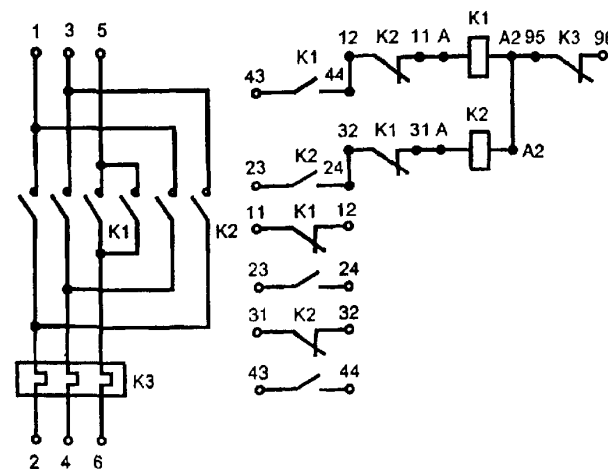 1 3 5
K1 K2
K3
2 4 6
K1
12 K2 11 A A2 95 K3 96
43 K1 44
K2
32 K1 31 A A2
23 K2 24
11 K1 12
23 24
31 K2 32
43 44